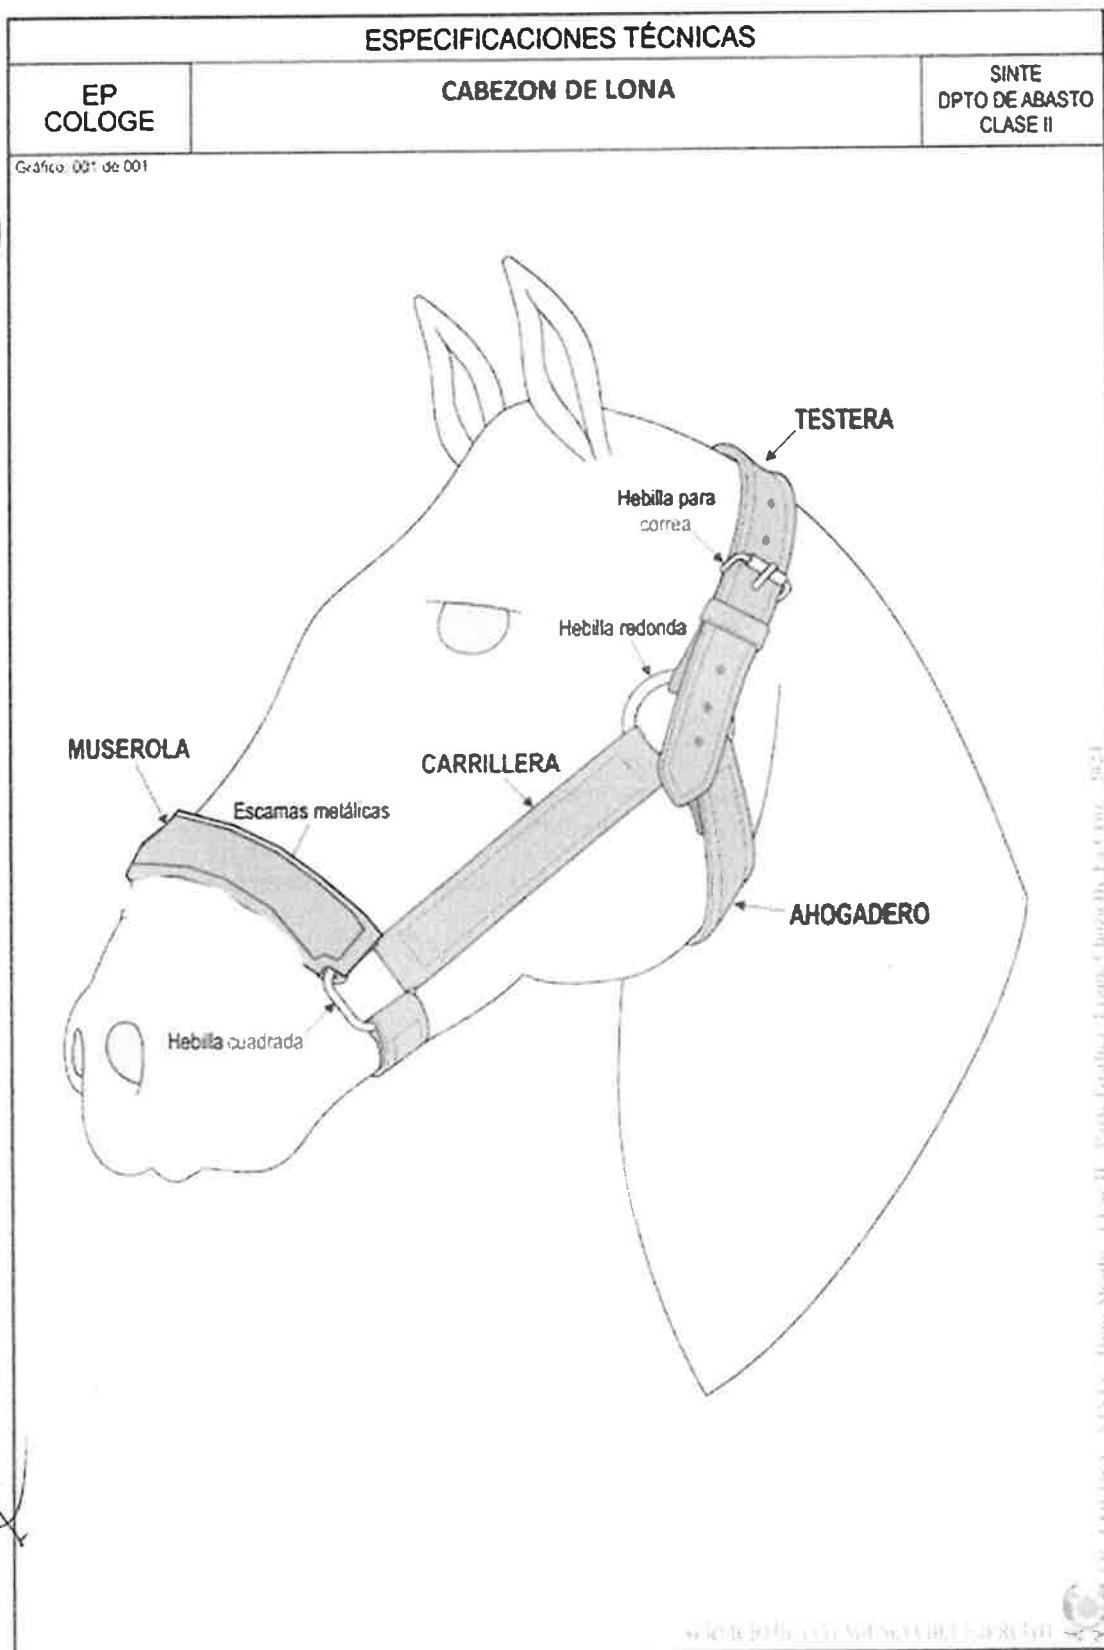 ESPECIFICACIONES TÉCNICAS
EP
COLOGE
CABEZON DE LONA
SINTE
DPTO DE ABASTO
CLASE II
Gráfico: 001 de 001
TESTERA
Hebilla para
correa
Hebilla redonda
MUSEROLA
CARRILLERA
Escamas metálicas
AHOGADERO
Hebilla cuadrada